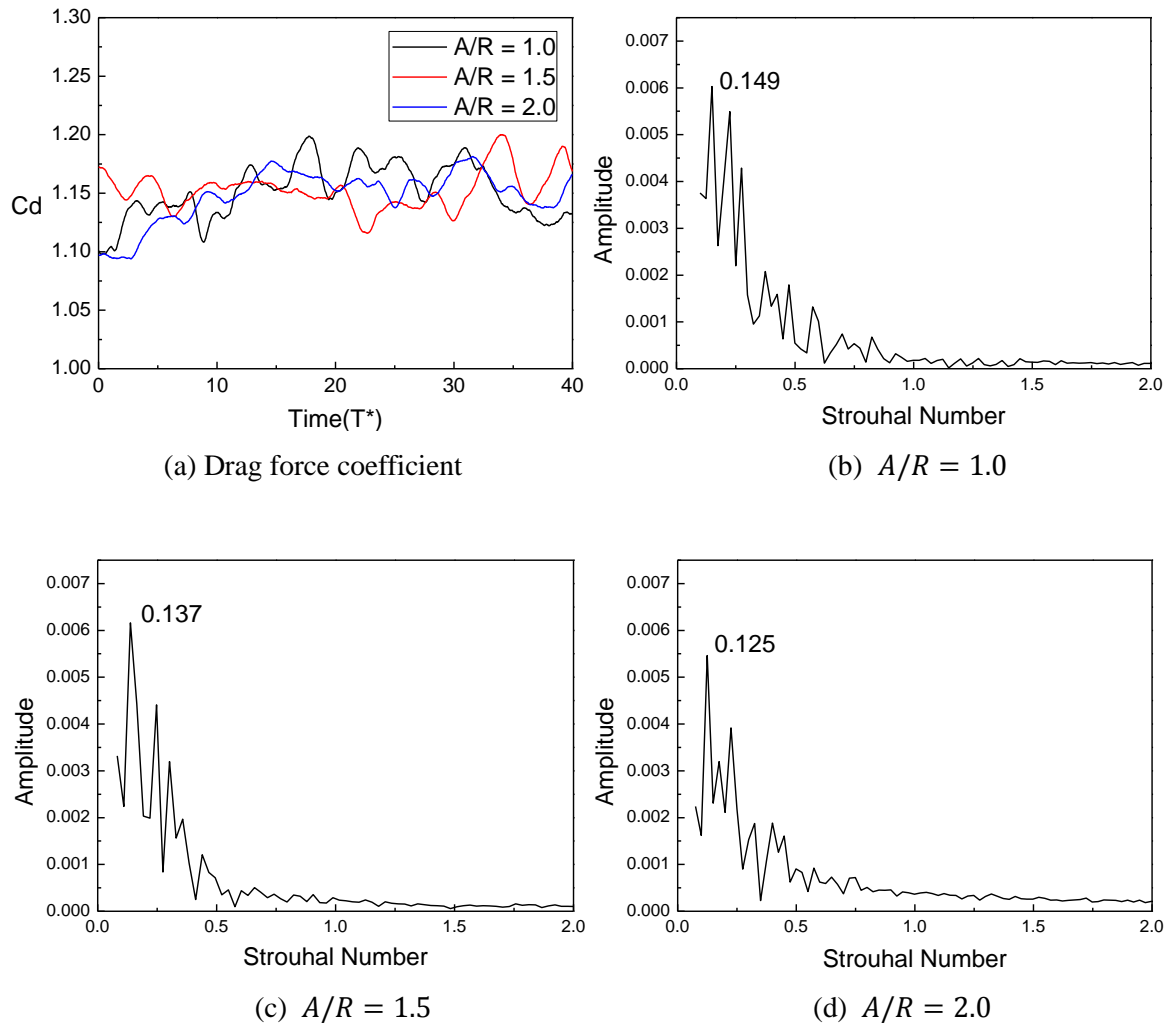 1.30
1.25
1.20
1.15
1.10
1.05
1.00
Cd
A/R = 1.0
A/R = 1.5
A/R = 2.0
0 10 20 30 40
Time(T*)
(a) Drag force coefficient
0.007
0.006
0.005
0.004
0.003
0.002
0.001
0.000
Amplitude
0.149
0.0 0.5 1.0 1.5 2.0
Strouhal Number
(b) A/R = 1.0
0.007
0.006
0.005
0.004
0.003
0.002
0.001
0.000
Amplitude
0.137
0.0 0.5 1.0 1.5 2.0
Strouhal Number
(c) A/R = 1.5
0.007
0.006
0.005
0.004
0.003
0.002
0.001
0.000
Amplitude
0.125
0.0 0.5 1.0 1.5 2.0
Strouhal Number
(d) A/R = 2.0